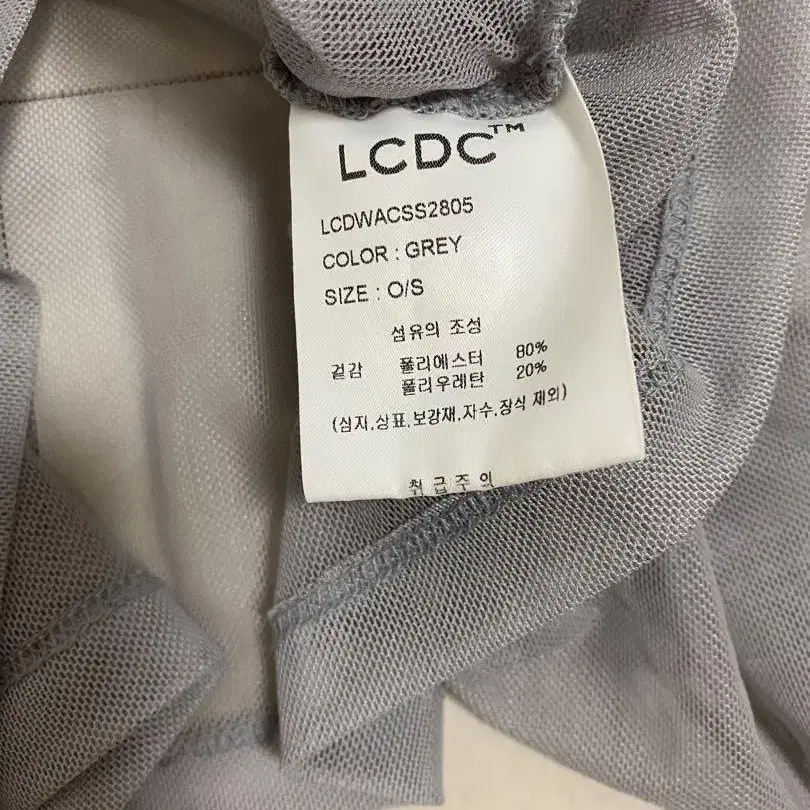 LCDC™
LCDWACSS2805
COLOR : GREY
SIZE : O/S
섬유의 조성
겉감 폴리에스터 80%
폴리우레탄 20%
(심지,상표,보강재,자수,장식 제외)
취급주의